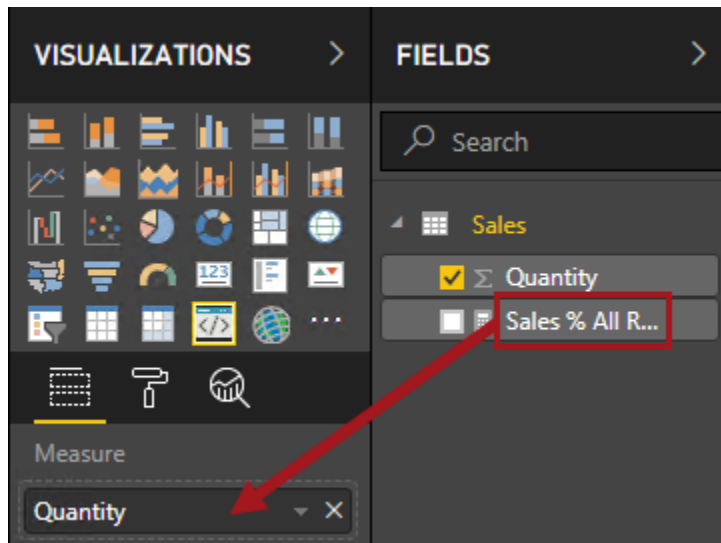 VISUALIZATIONS
FIELDS
Search
123
</>
Sales
Σ Quantity
Sales % All R...
...
Measure
Quantity